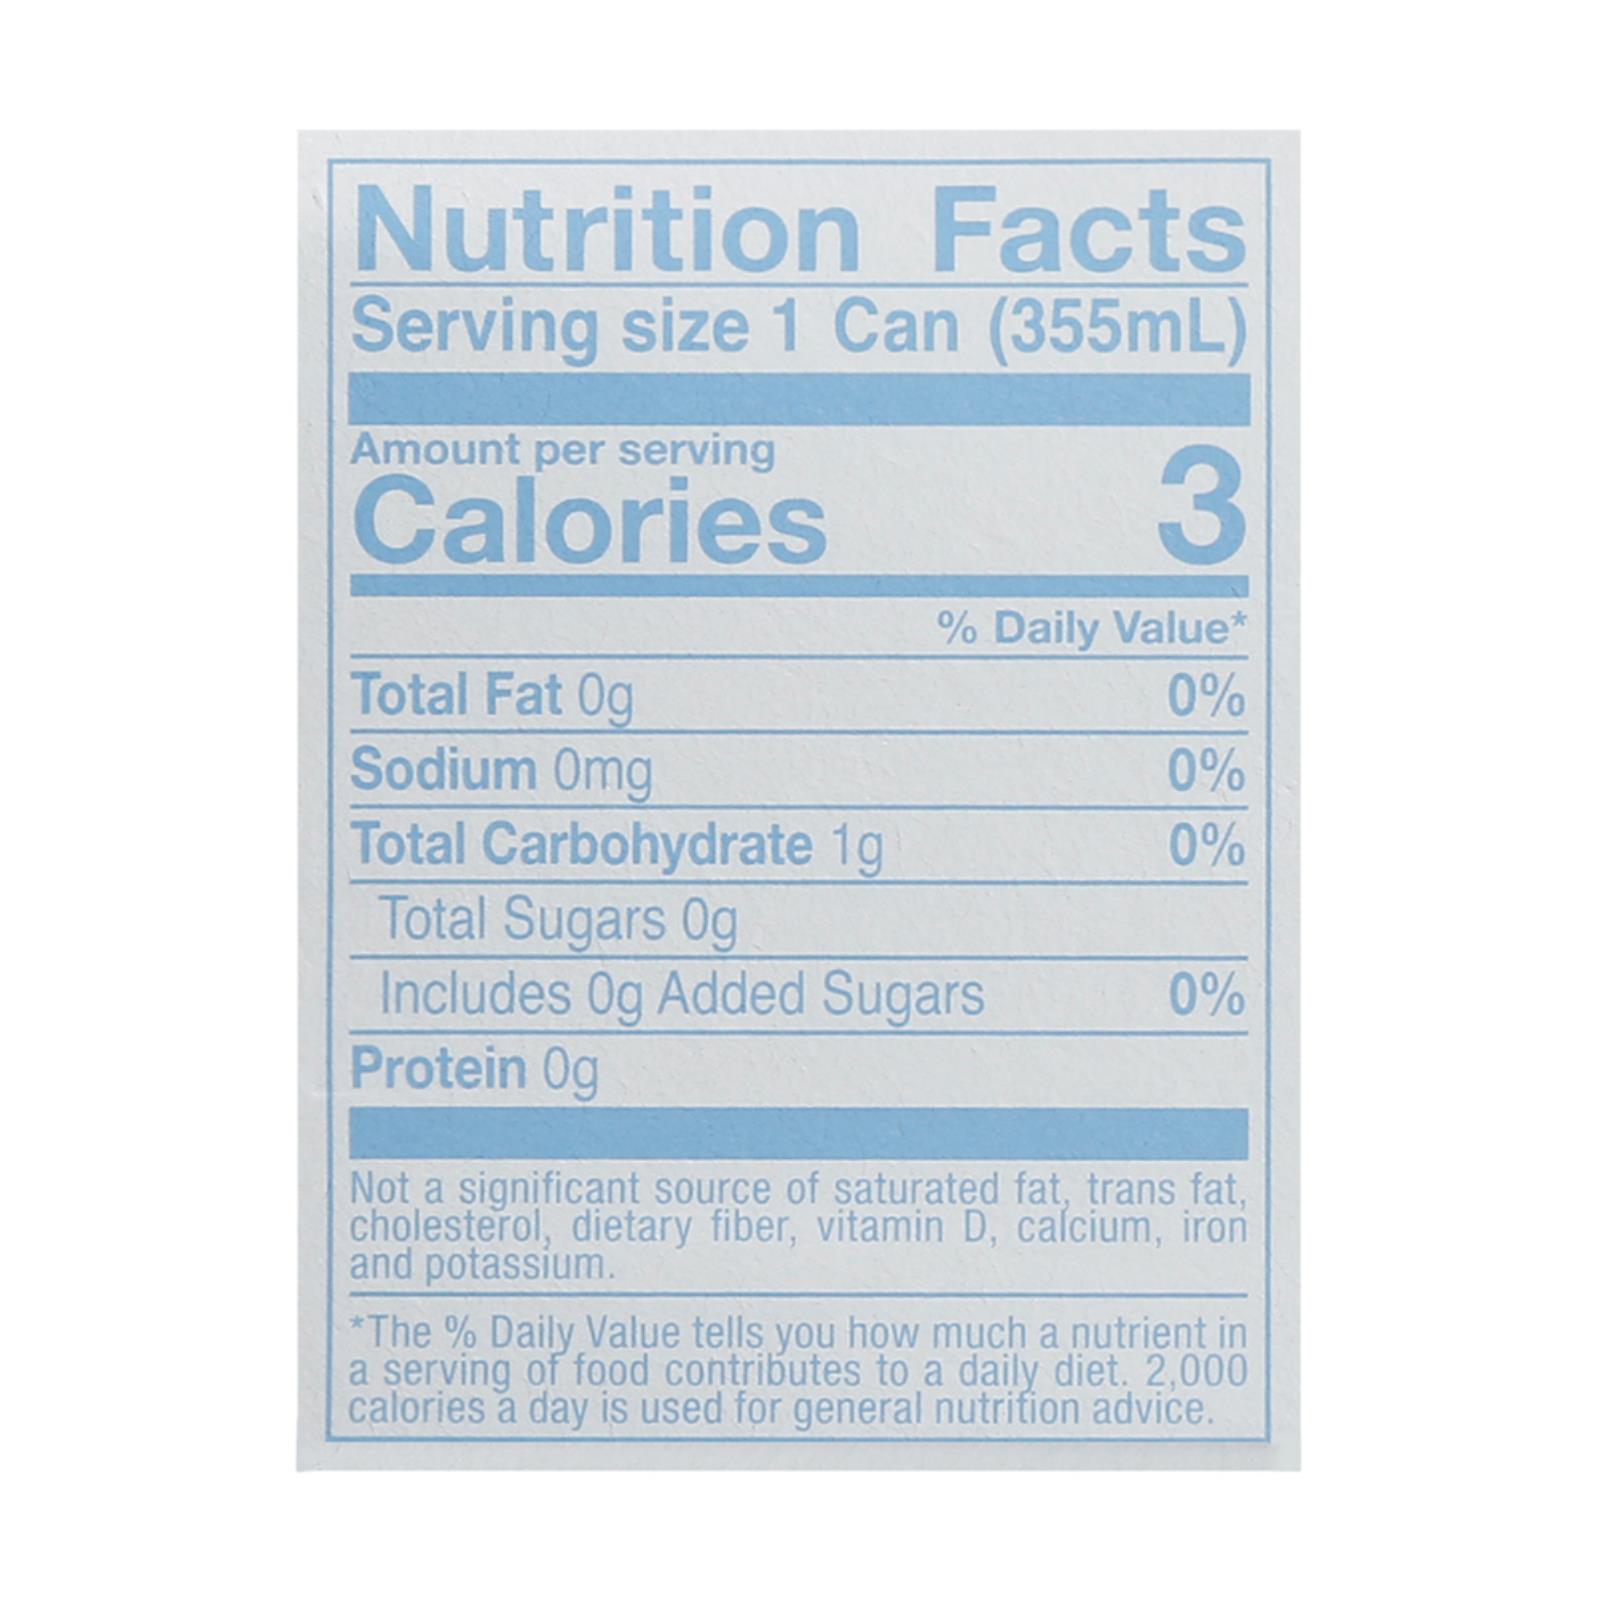 Nutrition Facts
Serving size 1 Can (355mL)
Amount per serving
Calories 3
% Daily Value*
Total Fat 0g 0%
Sodium 0mg 0%
Total Carbohydrate 1g 0%
Total Sugars 0g
Includes 0g Added Sugars 0%
Protein 0g
Not a significant source of saturated fat, trans fat,
cholesterol, dietary fiber, vitamin D, calcium, iron
and potassium.
*The % Daily Value tells you how much a nutrient in
a serving of food contributes to a daily diet. 2,000
calories a day is used for general nutrition advice.